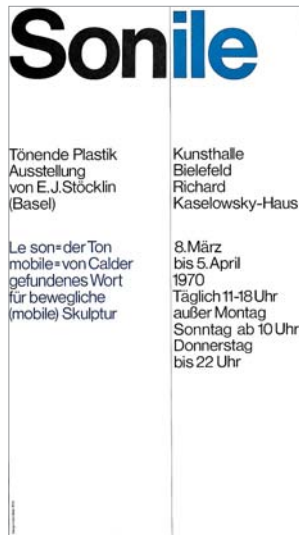 Sonile
Tönende Plastik
Ausstellung
von E.J.Stöcklin
(Basel)
Le son=der Ton
mobile=von Calder
gefundenes Wort
für bewegliche
(mobile) Skulptur
Kunsthalle
Bielefeld
Richard
Kaselowsky-Haus
8.März
bis 5.April
1970
Täglich 11-18 Uhr
außer Montag
Sonntag ab 10 Uhr
Donnerstag
bis 22 Uhr